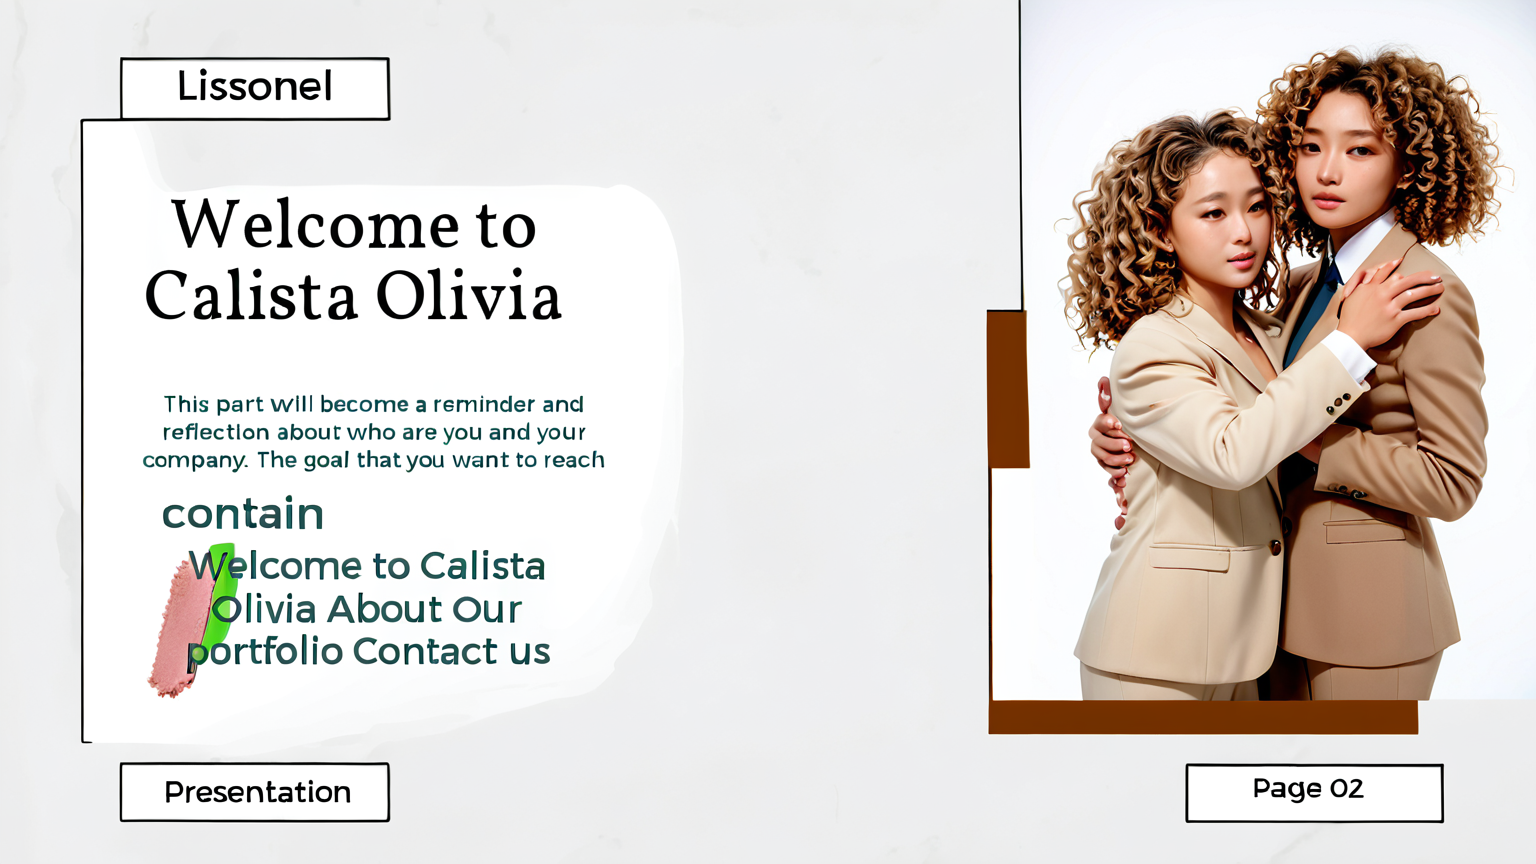 Lissonel
Welcome to
Calista Olivia
This part will become a reminder and
reflection about who are you and your
company. The goal that you want to reach
contain
Welcome to Calista
Olivia About Our
portfolio Contact us
Presentation
Page 02